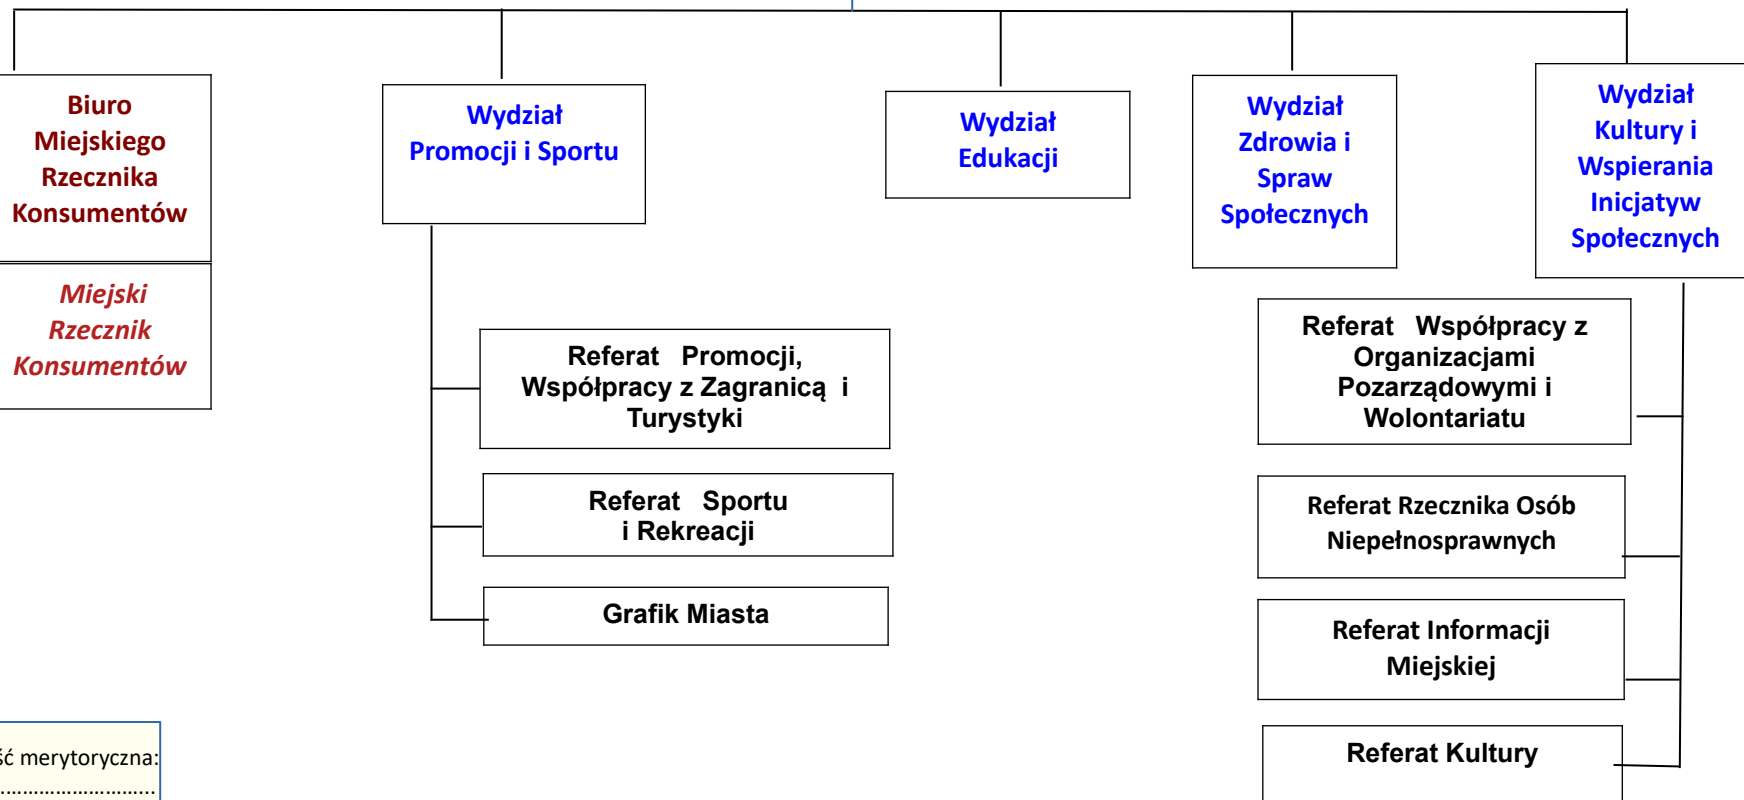 Biuro
Miejskiego
Rzecznika
Konsumentów
Miejski
Rzecznik
Konsumentów
Wydział
Promocji i Sportu
Referat Promocji,
Współpracy z Zagranicą i
Turystyki
Referat Sportu
i Rekreacji
Grafik Miasta
Wydział
Edukacji
Wydział
Zdrowia i
Spraw
Społecznych
Wydział
Kultury i
Wspierania
Inicjatyw
Społecznych
Referat Współpracy z
Organizacjami
Pozarządowymi i
Wolontariatu
Referat Rzecznika Osób
Niepełnosprawnych
Referat Informacji
Miejskiej
Referat Kultury
merytoryczna: